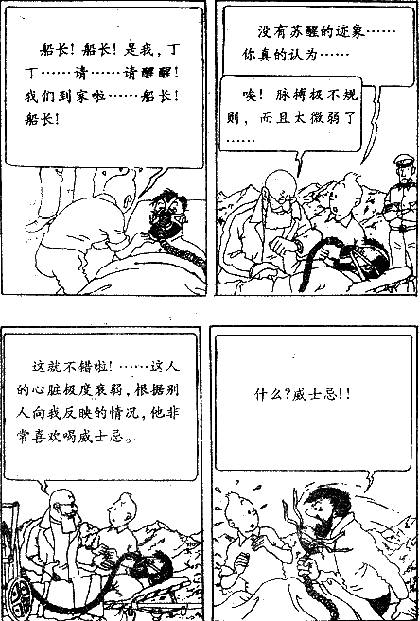 船长！船长！是我，丁
丁……请……请醒醒！
我们到家啦……船长！
船长！
没有苏醒的迹象……
你真的认为……
唉！脉搏极不规
则，而且太微弱了
……
这就不错啦！……这人
的心脏极度衰弱，根据别
人向我反映的情况，他非
常喜欢喝威士忌。
什么？威士忌！！